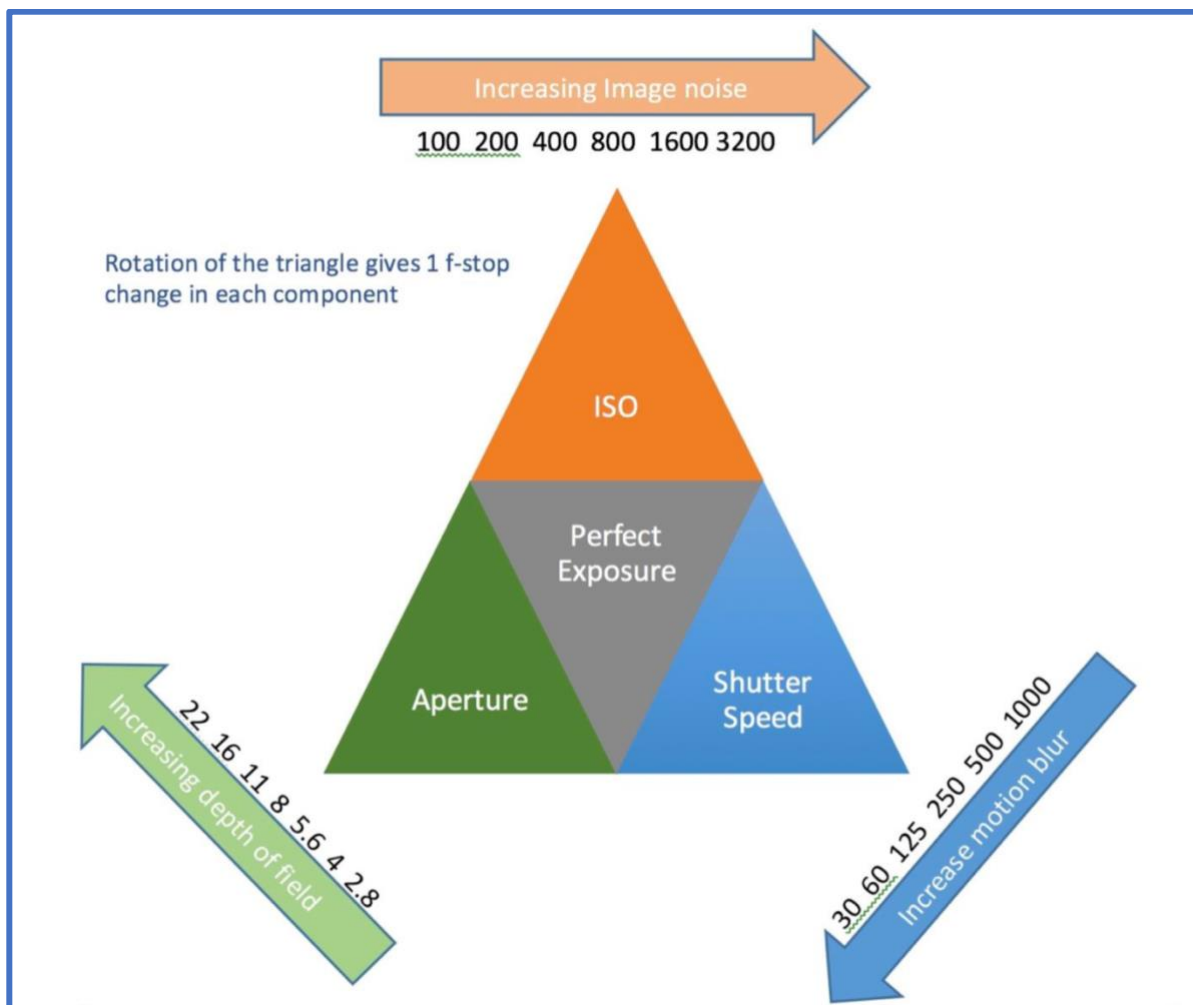 Increasing Image noise
100 200 400 800 1600 3200
Rotation of the triangle gives 1 f-stop
change in each component
ISO
Perfect
Exposure
Aperture
Shutter
Speed
22 16 11 8 5.6 4 2.8
Increasing depth of field
30 60 125 250 500 1000
Increase motion blur